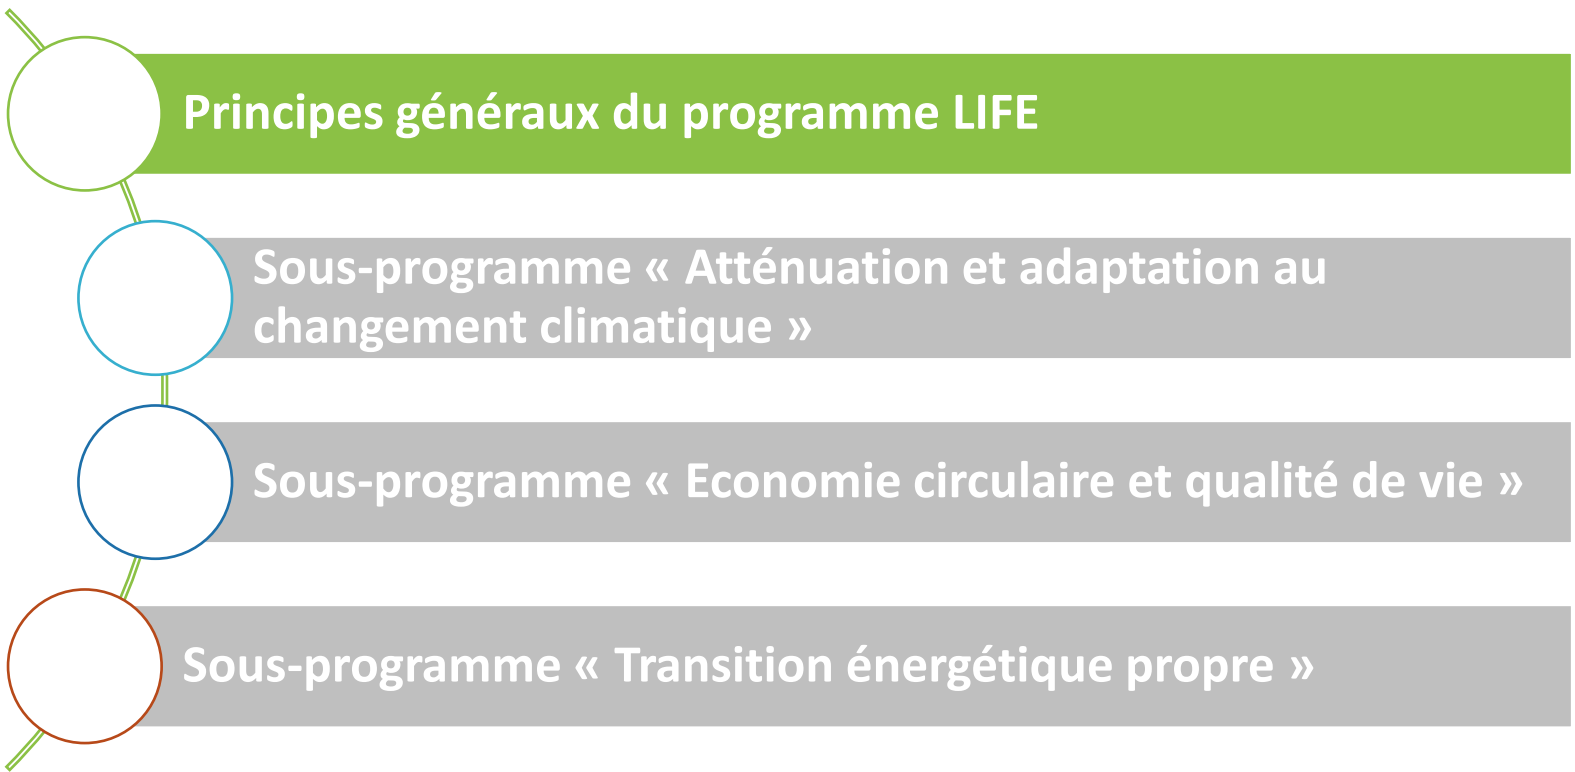 Principes généraux du programme LIFE
Sous-programme « Atténuation et adaptation au
changement climatique »
Sous-programme « Economie circulaire et qualité de vie »
Sous-programme « Transition énergétique propre »